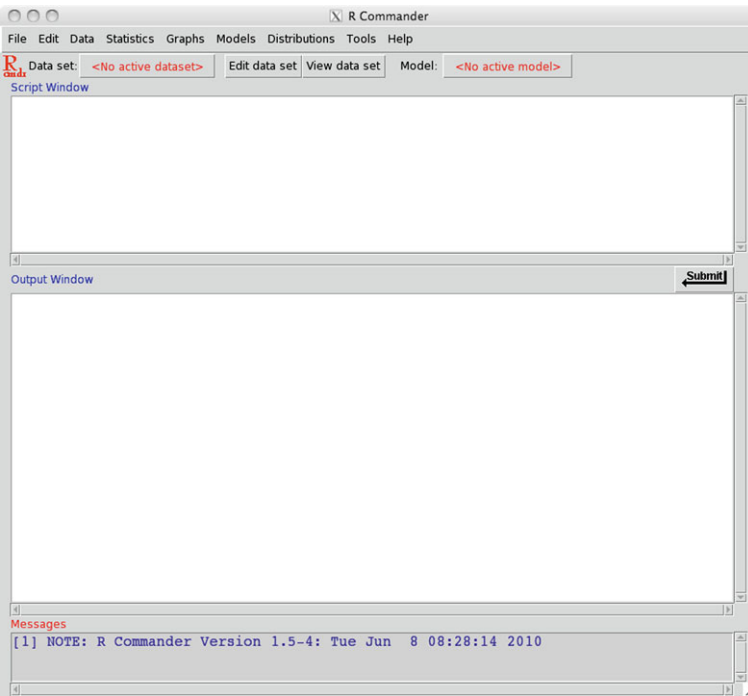 X R Commander
File Edit Data Statistics Graphs Models Distributions Tools Help
R cmdr Data set: <No active dataset> Edit data set View data set Model: <No active model>
Script Window
Output Window Submit
Messages
[1] NOTE: R Commander Version 1.5-4: Tue Jun  8 08:28:14 2010